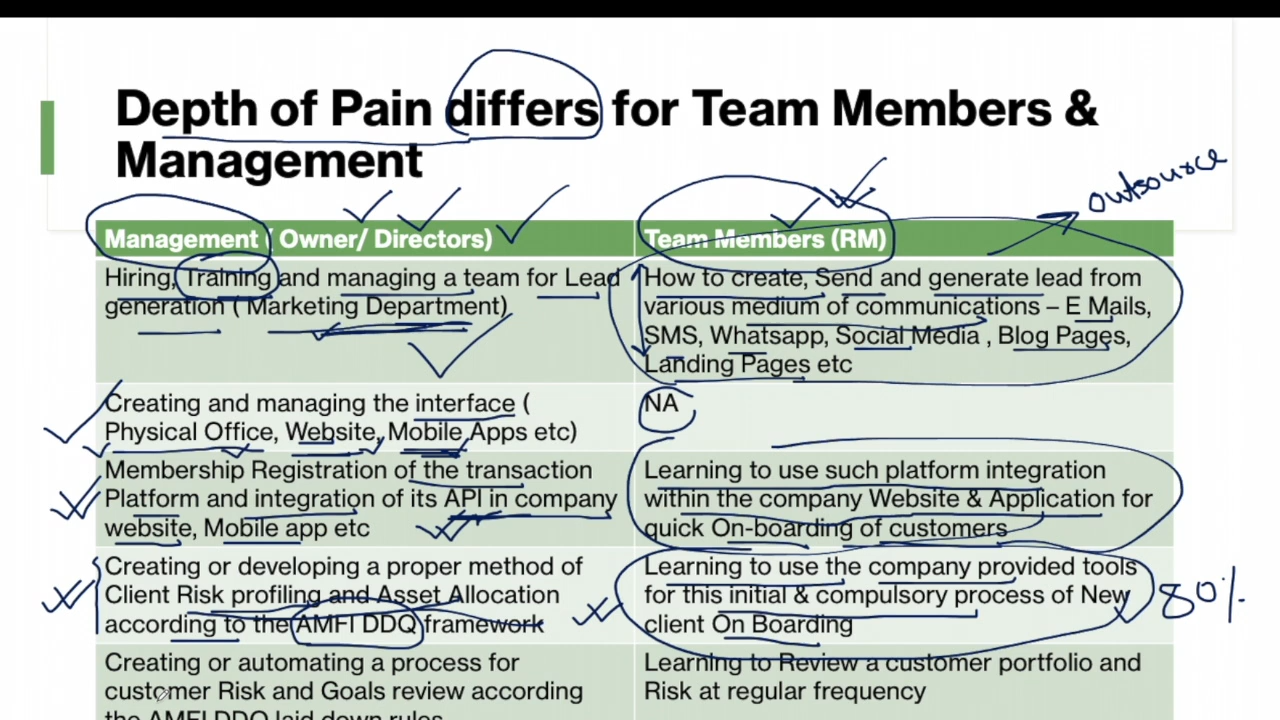 Depth of Pain differs for Team Members &
Management
outsource
Management ( Owner/ Directors)
Team Members (RM)
Hiring, Training and managing a team for Lead
generation ( Marketing Department)
How to create, Send and generate lead from
various medium of communications – E Mails,
SMS, Whatsapp, Social Media , Blog Pages,
Landing Pages etc
Creating and managing the interface (
Physical Office, Website, Mobile Apps etc)
NA
Membership Registration of the transaction
Platform and integration of its API in company
website, Mobile app etc
Learning to use such platform integration
within the company Website & Application for
quick On-boarding of customers
Creating or developing a proper method of
Client Risk profiling and Asset Allocation
according to the AMFI DDQ framework
Learning to use the company provided tools
for this initial & compulsory process of New
client On Boarding
80%
Creating or automating a process for
customer Risk and Goals review according
the AMFI DDQ laid down rules
Learning to Review a customer portfolio and
Risk at regular frequency